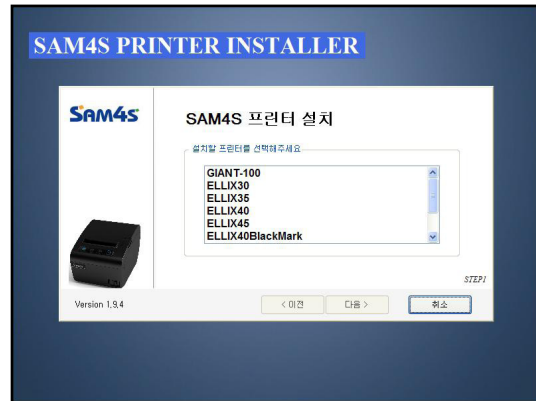 SAM4S PRINTER INSTALLER
SAM4S
SAM4S 프린터 설치
설치할 프린터를 선택해주세요
GIANT-100
ELLIX30
ELLIX35
ELLIX40
ELLIX45
ELLIX40BlackMark
STEP1
Version 1.9.4
< 이전
다음 >
취소